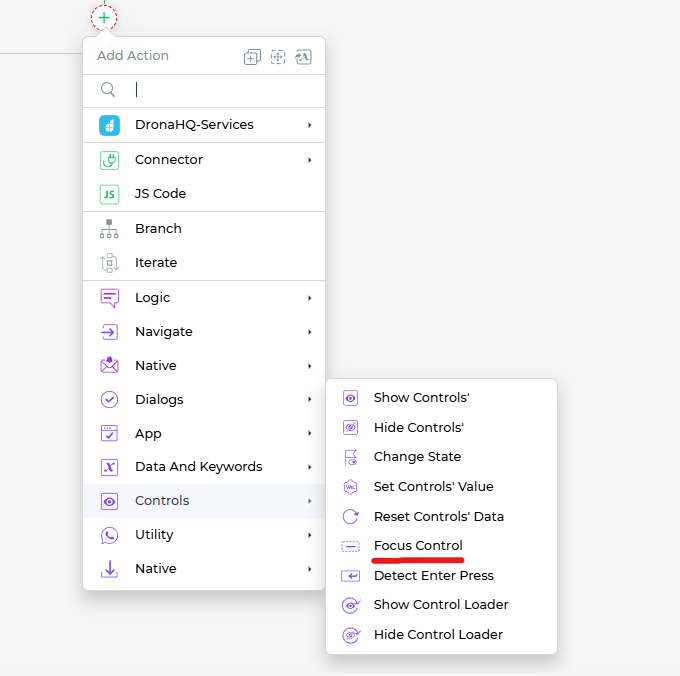 Add Action
DronaHQ-Services
Connector
JS
JS Code
Branch
Iterate
Logic
Navigate
Native
Dialogs
App
Data And Keywords
Controls
Utility
Native
Show Controls'
Hide Controls'
Change State
VAL
Set Controls' Value
Reset Controls' Data
Focus Control
Detect Enter Press
Show Control Loader
Hide Control Loader